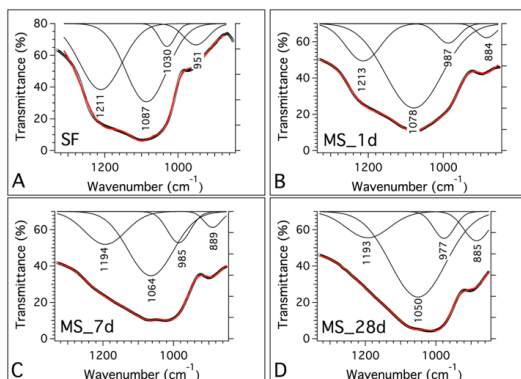 80
60
40
20
0
Transmittance (%)
1211
1087
1030
951
SF
A
1200
1000
Wavenumber (cm⁻¹)
80
60
40
20
0
Transmittance (%)
1213
1078
987
884
MS_1d
B
1200
1000
Wavenumber (cm⁻¹)
60
40
20
0
Transmittance (%)
1194
1064
985
889
MS_7d
C
1200
1000
Wavenumber (cm⁻¹)
60
40
20
0
Transmittance (%)
1193
1050
977
885
MS_28d
D
1200
1000
Wavenumber (cm⁻¹)